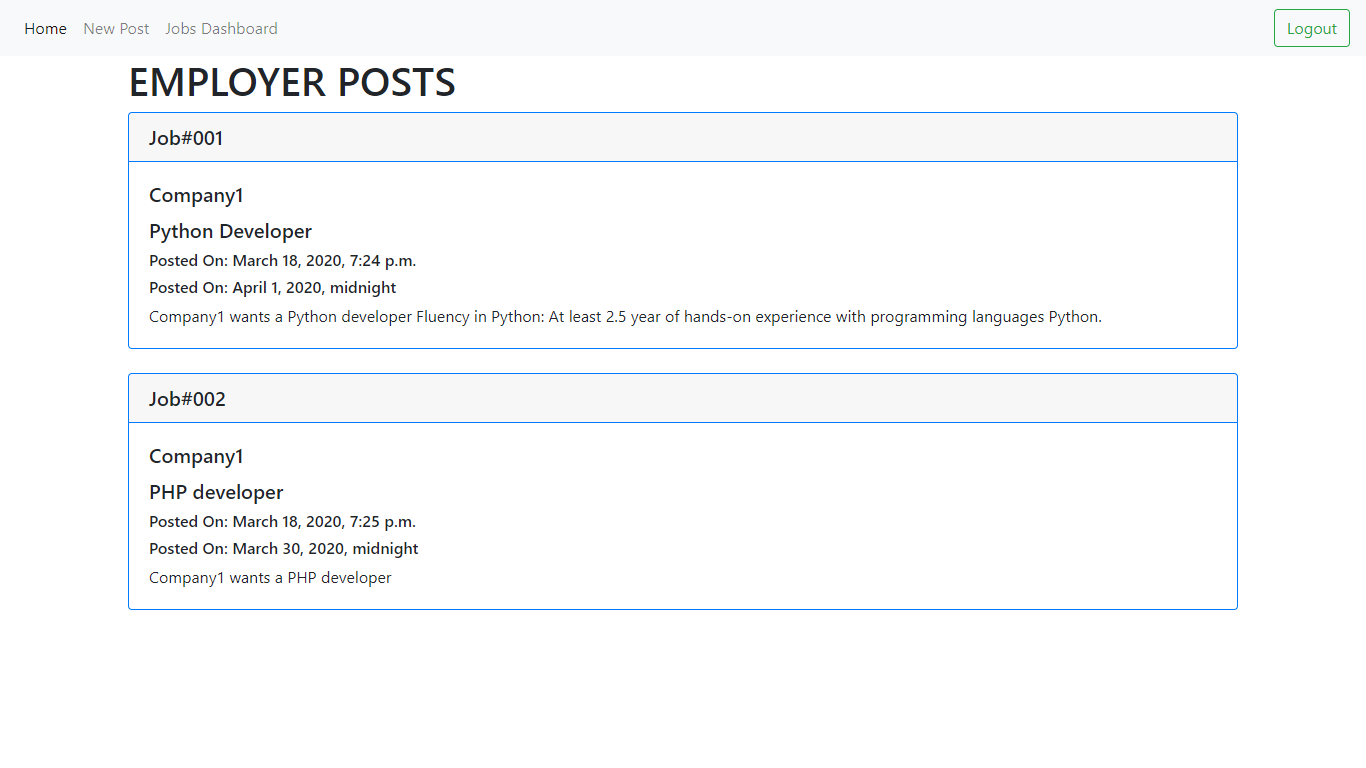 Home New Post Jobs Dashboard Logout
EMPLOYER POSTS
Job#001
Company1
Python Developer
Posted On: March 18, 2020, 7:24 p.m.
Posted On: April 1, 2020, midnight
Company1 wants a Python developer Fluency in Python: At least 2.5 year of hands-on experience with programming languages Python.
Job#002
Company1
PHP developer
Posted On: March 18, 2020, 7:25 p.m.
Posted On: March 30, 2020, midnight
Company1 wants a PHP developer